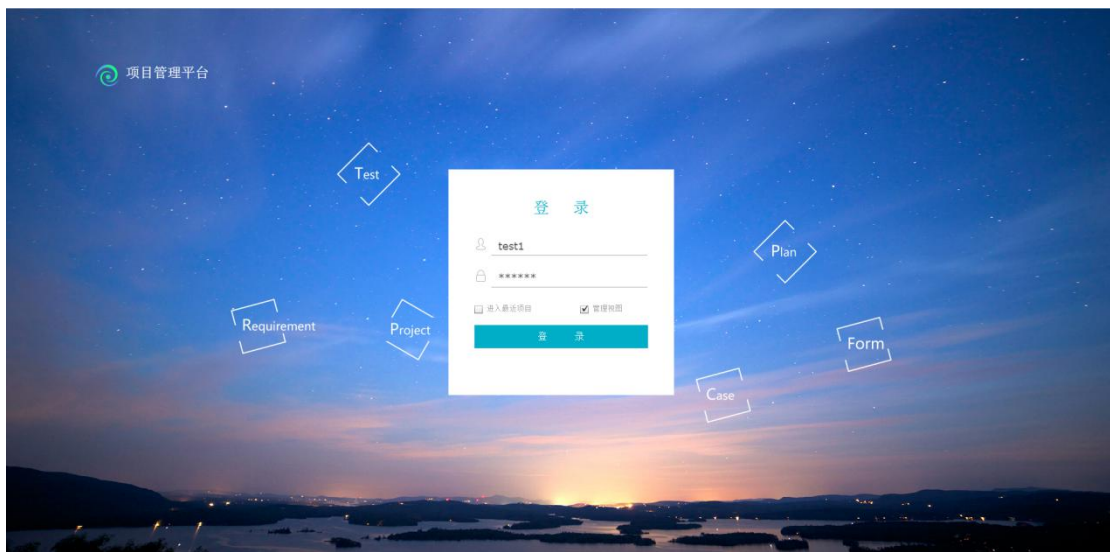 项目管理平台
Test
登 录
test1
Plan
******
进入最近项目 管理视图
Requirement
Project
登 录
Form
Case